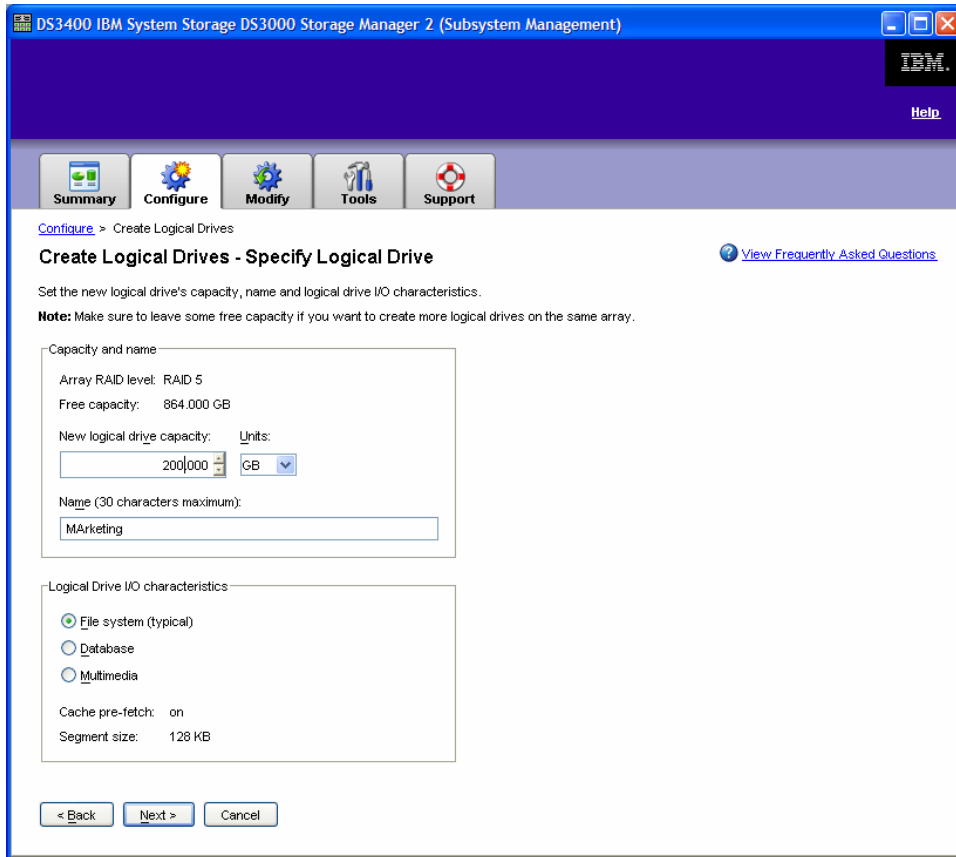 DS3400 IBM System Storage DS3000 Storage Manager 2 (Subsystem Management)
IBM.
Help
Summary
Configure
Modify
Tools
Support
Configure > Create Logical Drives
Create Logical Drives - Specify Logical Drive
? View Frequently Asked Questions
Set the new logical drive's capacity, name and logical drive I/O characteristics.
Note: Make sure to leave some free capacity if you want to create more logical drives on the same array.
Capacity and name
Array RAID level: RAID 5
Free capacity: 864.000 GB
New logical drive capacity: Units:
200.000 GB
Name (30 characters maximum):
MArketing
Logical Drive I/O characteristics
File system (typical)
Database
Multimedia
Cache pre-fetch: on
Segment size: 128 KB
< Back Next > Cancel